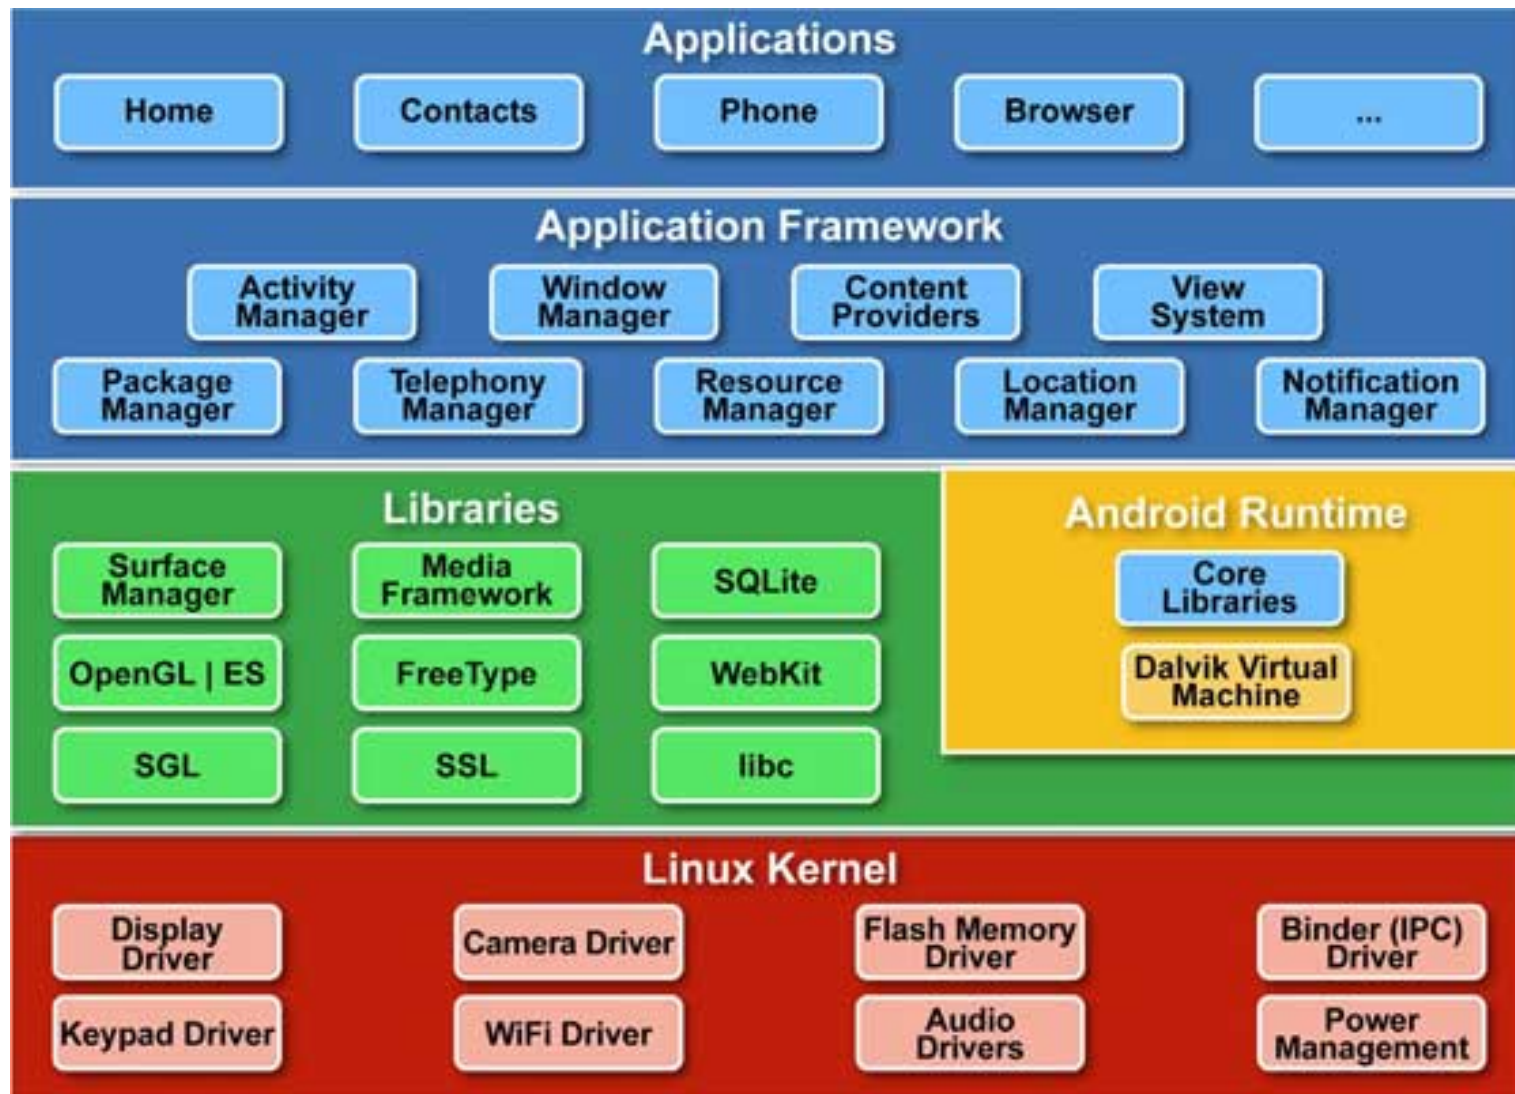 Applications
Home
Contacts
Phone
Browser
...
Application Framework
Activity
Manager
Window
Manager
Content
Providers
View
System
Package
Manager
Telephony
Manager
Resource
Manager
Location
Manager
Notification
Manager
Libraries
Surface
Manager
Media
Framework
SQLite
OpenGL | ES
FreeType
WebKit
SGL
SSL
libc
Android Runtime
Core
Libraries
Dalvik Virtual
Machine
Linux Kernel
Display
Driver
Camera Driver
Flash Memory
Driver
Binder (IPC)
Driver
Keypad Driver
WiFi Driver
Audio
Drivers
Power
Management